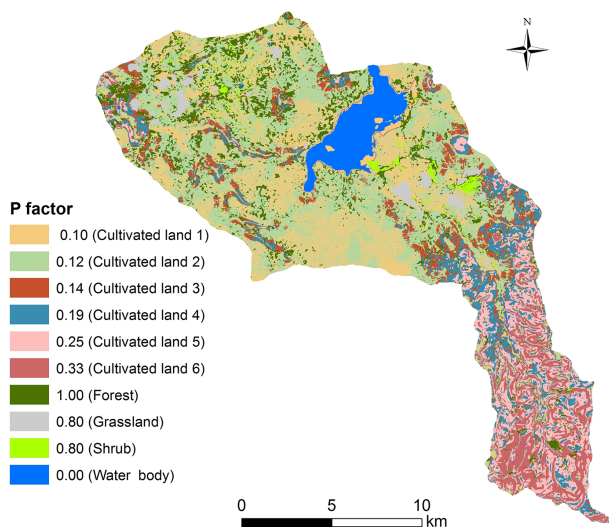 N
P factor
0.10 (Cultivated land 1)
0.12 (Cultivated land 2)
0.14 (Cultivated land 3)
0.19 (Cultivated land 4)
0.25 (Cultivated land 5)
0.33 (Cultivated land 6)
1.00 (Forest)
0.80 (Grassland)
0.80 (Shrub)
0.00 (Water body)
0 5 10
km